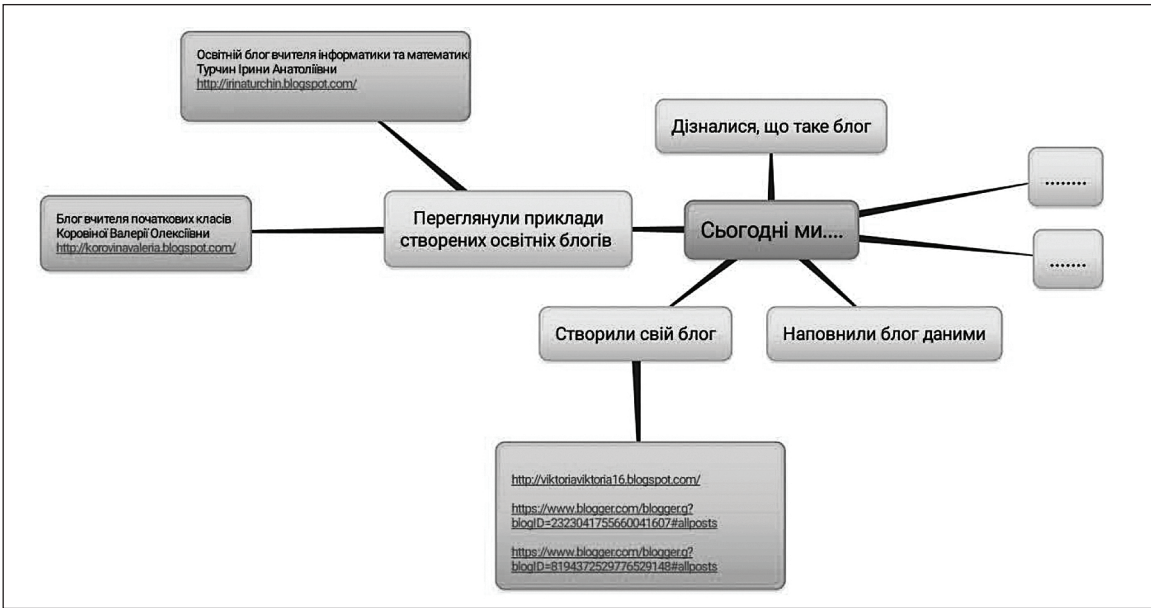 Освітній блог вчителя інформатики та математики
Турчин Ірини Анатоліївни
http://irinaturchin.blogspot.com/
Дізналися, що таке блог
........
Блог вчителя початкових класів
Коровіної Валерії Олексіївни
http://korovinavaleria.blogspot.com/
Переглянули приклади
створених освітніх блогів
Сьогодні ми....
.......
Створили свій блог
Наповнили блог даними
http://viktoriaviktoria16.blogspot.com/
https://www.blogger.com/blogger.g?
blogID=2323041755660041607#allposts
https://www.blogger.com/blogger.g?
blogID=8194372529776529148#allposts